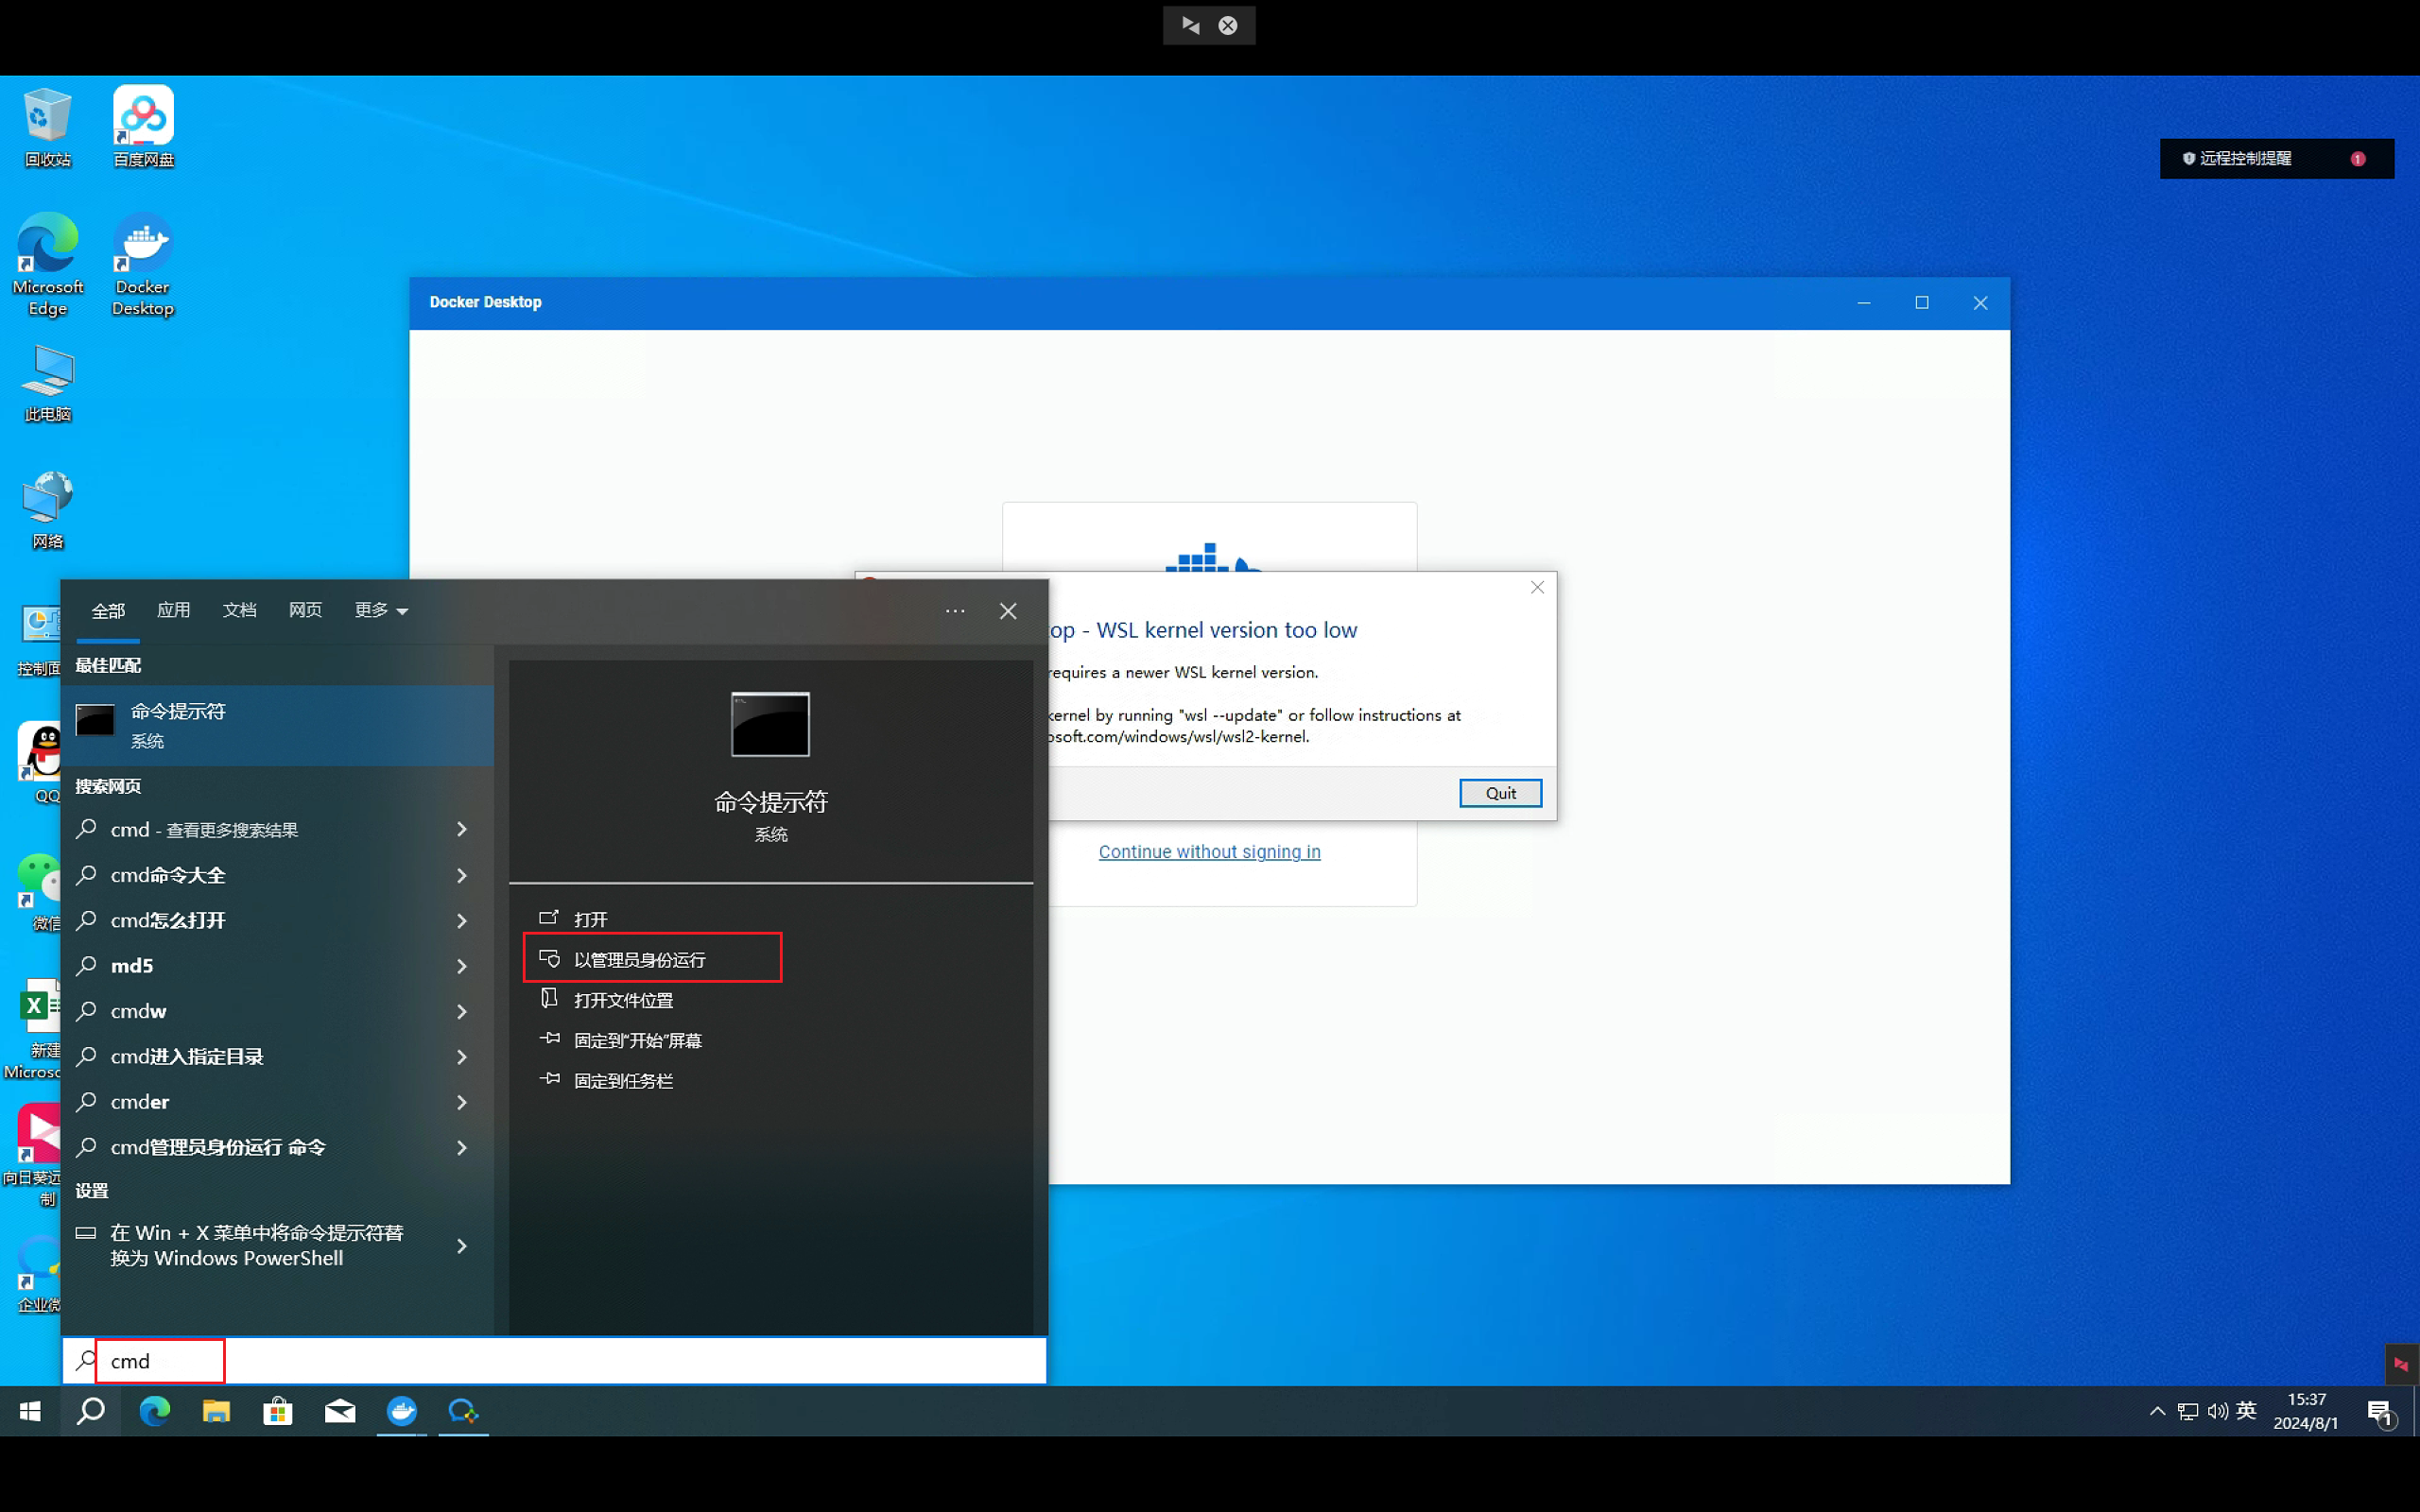 回收站
百度网盘
远程控制提醒
1
Microsoft
Edge
Docker
Desktop
此电脑
网络
控制面
QQ
微信
新建
Microso
向日葵远
制
企业微
Docker Desktop
op - WSL kernel version too low
requires a newer WSL kernel version.
kernel by running "wsl --update" or follow instructions at
osoft.com/windows/wsl/wsl2-kernel.
Quit
Continue without signing in
全部 应用 文档 网页 更多
最佳匹配
命令提示符
系统
搜索网页
cmd - 查看更多搜索结果
cmd命令大全
cmd怎么打开
md5
cmdw
cmd进入指定目录
cmder
cmd管理员身份运行 命令
设置
在 Win + X 菜单中将命令提示符替
换为 Windows PowerShell
命令提示符
系统
打开
以管理员身份运行
打开文件位置
固定到"开始"屏幕
固定到任务栏
cmd
英
15:37
2024/8/1
1